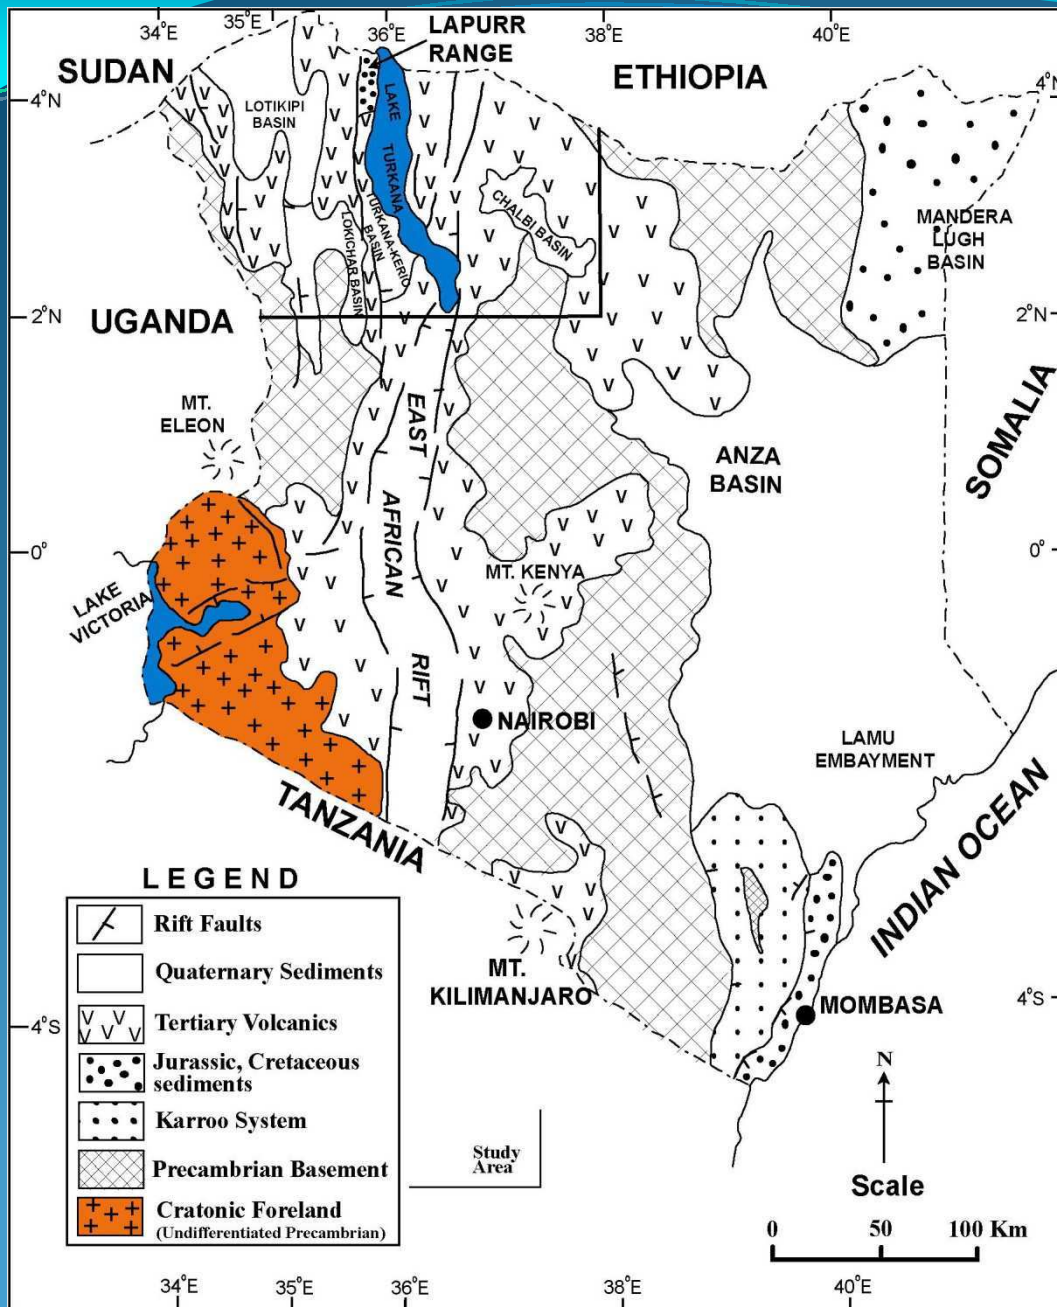 34°E
35°E
36°E
38°E
40°E
LAPURR
RANGE
SUDAN
ETHIOPIA
4°N
4°N
LOTIKIPI
BASIN
LAKE
TURKANA
CHALBI BASIN
TURKANA-KERIO
BASIN
LOKICHAR BASIN
MANDERA
LUGH
BASIN
UGANDA
2°N
2°N
MT.
ELEON
EAST
AFRICAN
RIFT
ANZA
BASIN
SOMALIA
0°
0°
MT. KENYA
LAKE
VICTORIA
NAIROBI
LAMU
EMBAYMENT
TANZANIA
INDIAN OCEAN
MT.
KILIMANJARO
MOMBASA
4°S
4°S
LEGEND
Rift Faults
Quaternary Sediments
Tertiary Volcanics
Jurassic, Cretaceous
sediments
Karroo System
Precambrian Basement
Cratonic Foreland
(Undifferentiated Precambrian)
Study
Area
N
Scale
0 50 100 Km
34°E
35°E
36°E
38°E
40°E